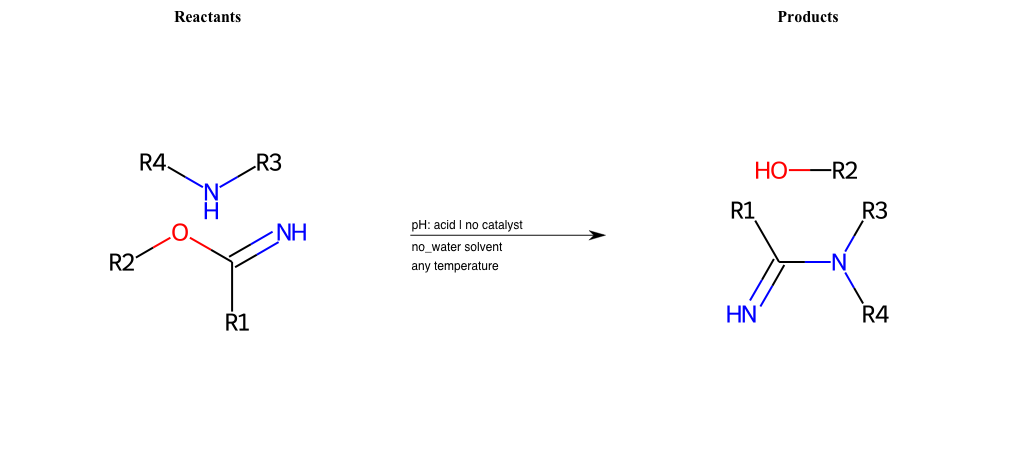 Reactants
Products
R4
R3
N
H
O
NH
R2
R1
pH: acid | no catalyst
no_water solvent
any temperature
HO
R2
R1
R3
N
HN
R4